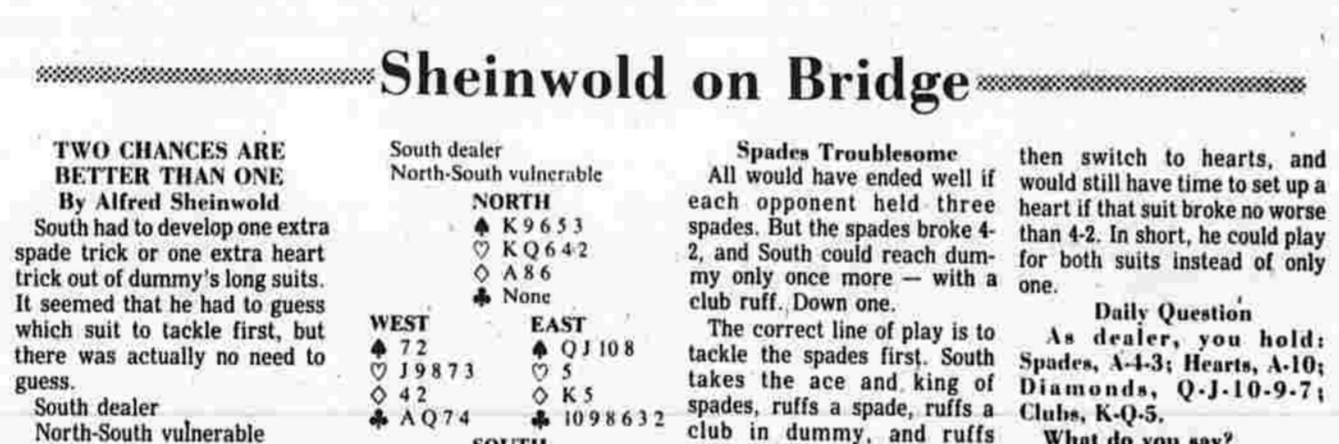 Sheinwold on Bridge
TWO CHANCES ARE
BETTER THAN ONE
By Alfred Sheinwold
South had to develop one extra
spade trick or one extra heart
trick out of dummy's long suits.
It seemed that he had to guess
which suit to tackle first, but
there was actually no need to
guess.
South dealer
North-South vulnerable
South dealer
North-South vulnerable
NORTH
♠ K 9 6 5 3
♡ K Q 6 4 2
◇ A 8 6
♣ None
WEST EAST
♠ 7 2 ♠ Q J 10 8
♡ J 9 8 7 3 ♡ 5
◇ 4 2 ◇ K 5
♣ A Q 7 4 ♣ 10 9 8 6 3 2
SOUTH
Spades Troublesome
All would have ended well if
each opponent held three
spades. But the spades broke 4-
2, and South could reach dum-
my only once more — with a
club ruff. Down one.
The correct line of play is to
tackle the spades first. South
takes the ace and king of
spades, ruffs a spade, ruffs a
club in dummy, and ruffs
then switch to hearts, and
would still have time to set up a
heart if that suit broke no worse
than 4-2. In short, he could play
for both suits instead of only
one.
Daily Question
As dealer, you hold:
Spades, A-4-3; Hearts, A-10;
Diamonds, Q-J-10-9-7;
Clubs, K-Q-5.
What do you say?